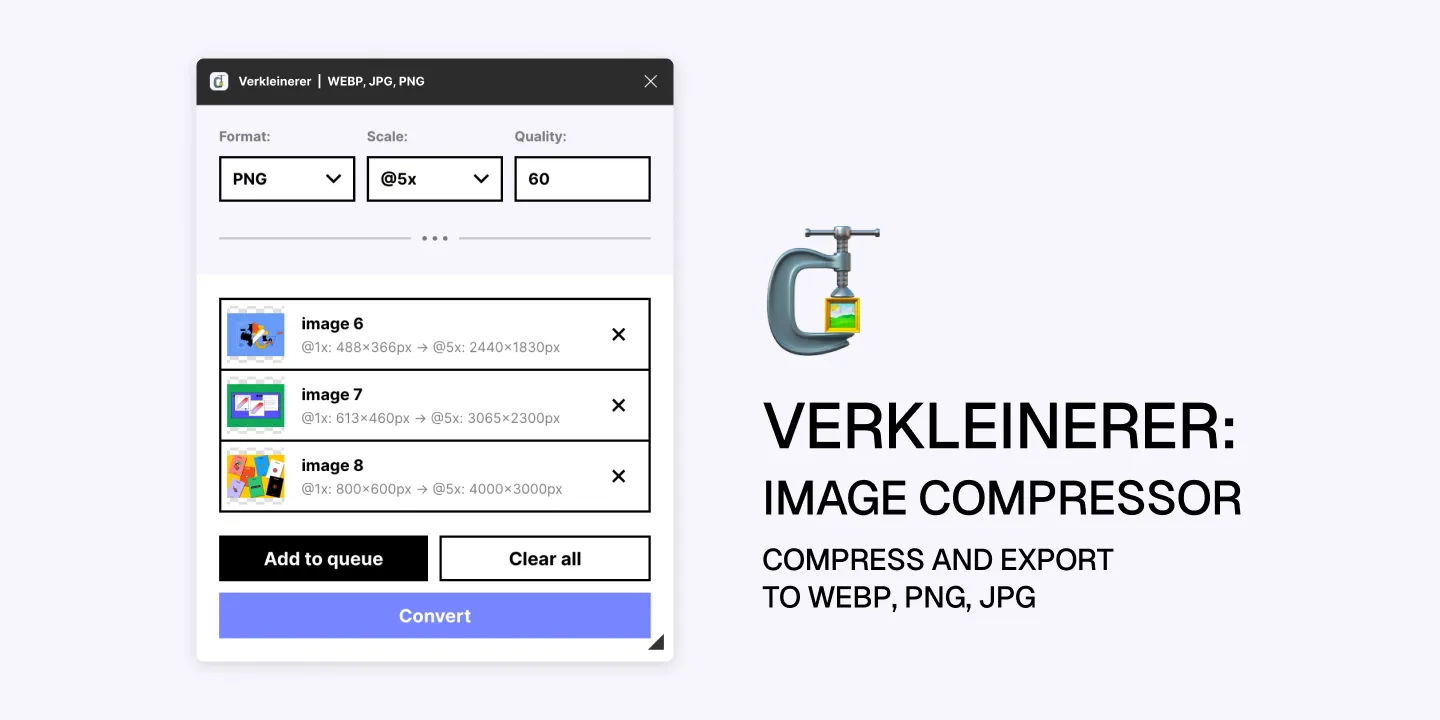 Verkleinerer | WEBP, JPG, PNG
Format:
Scale:
Quality:
PNG
@5x
60
image 6
@1x: 488×366px → @5x: 2440×1830px
image 7
@1x: 613×460px → @5x: 3065×2300px
image 8
@1x: 800×600px → @5x: 4000×3000px
Add to queue
Clear all
Convert
VERKLEINERER:
IMAGE COMPRESSOR
COMPRESS AND EXPORT
TO WEBP, PNG, JPG